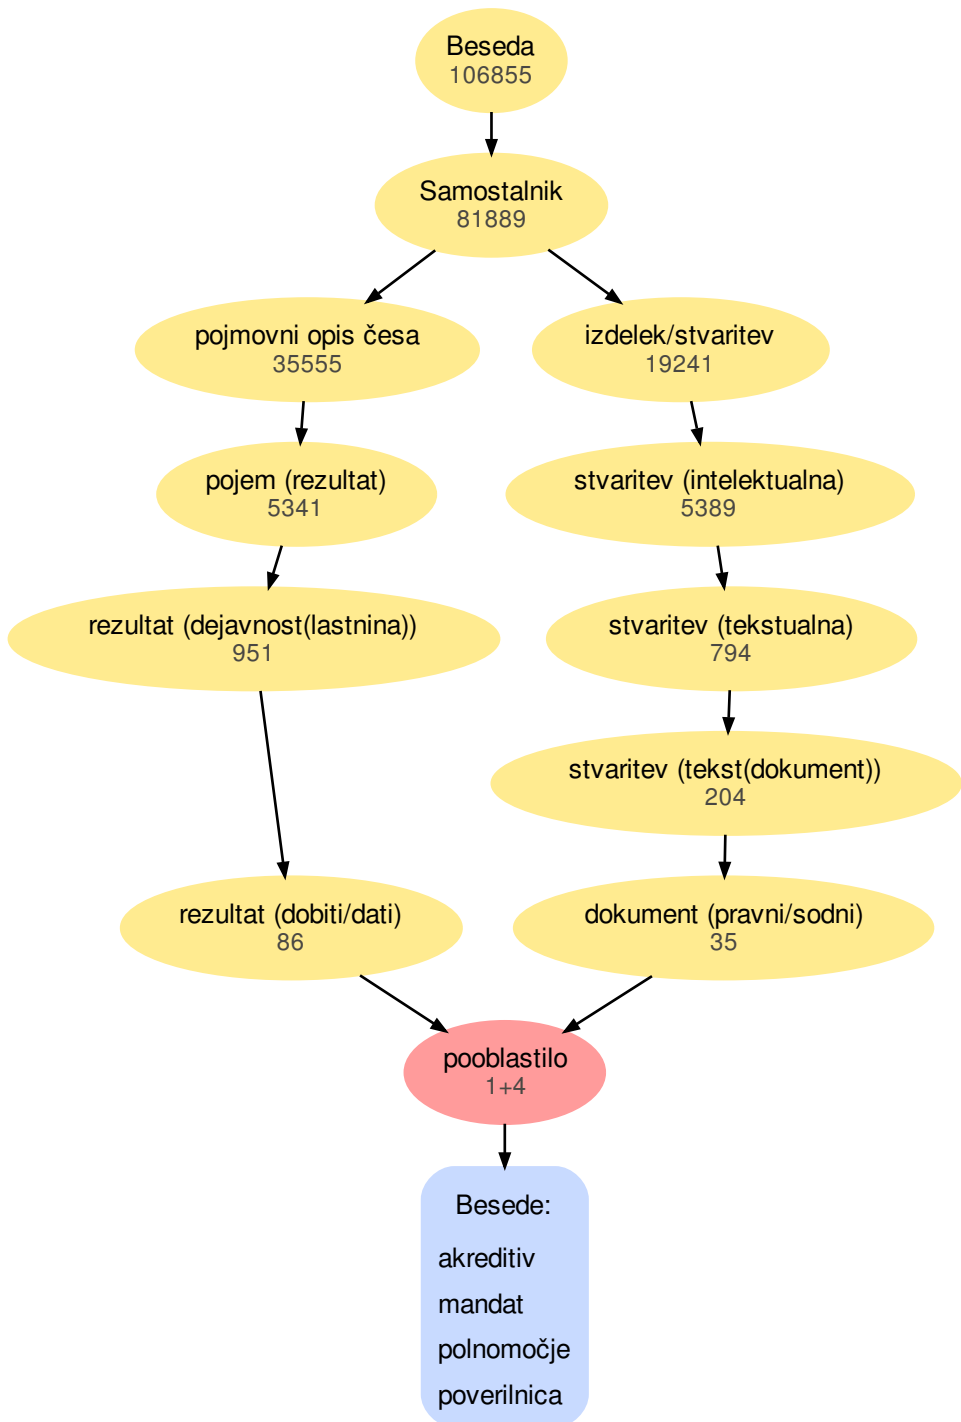 Beseda
106855
Samostalnik
81889
pojmovni opis česa
35555
izdelek/stvaritev
19241
pojem (rezultat)
5341
stvaritev (intelektualna)
5389
rezultat (dejavnost(lastnina))
951
stvaritev (tekstualna)
794
stvaritev (tekst(dokument))
204
rezultat (dobiti/dati)
86
dokument (pravni/sodni)
35
pooblastilo
1+4
Besede:
akreditiv
mandat
polnomočje
poverilnica